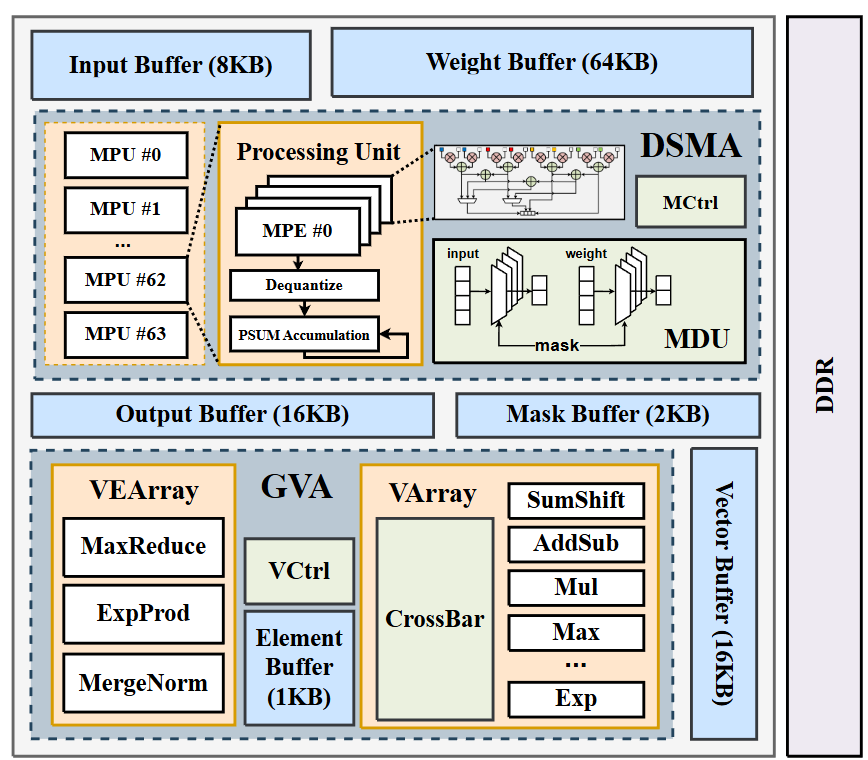 Input Buffer (8KB)
Weight Buffer (64KB)
DDR
MPU #0
MPU #1
...
MPU #62
MPU #63
Processing Unit
MPE #0
Dequantize
PSUM Accumulation
DSMA
MCtrl
input
weight
mask
MDU
Output Buffer (16KB)
Mask Buffer (2KB)
VEArray
MaxReduce
ExpProd
MergeNorm
GVA
VCtrl
Element
Buffer
(1KB)
VArray
CrossBar
SumShift
AddSub
Mul
Max
...
Exp
Vector Buffer (16KB)